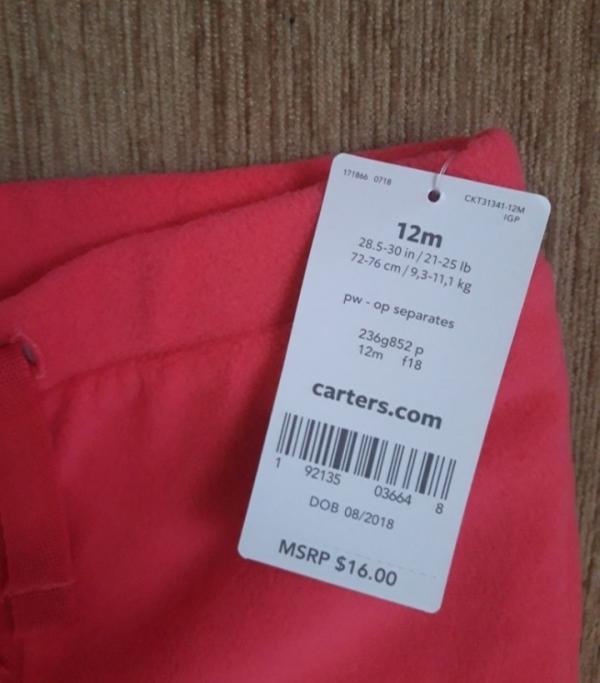 171866 0718
CKT31341-12M
IGP
12m
28.5-30 in / 21-25 lb
72-76 cm / 9,3-11,1 kg
pw - op separates
236g852 p
12m f18
carters.com
1 92135 03664 8
DOB 08/2018
MSRP $16.00